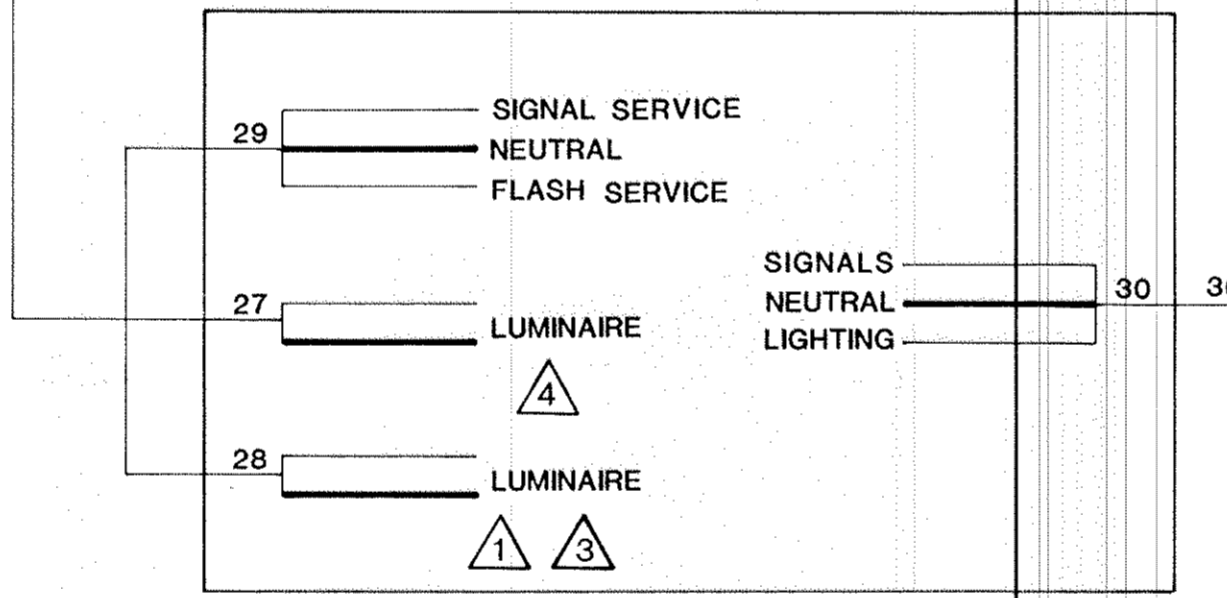 29
SIGNAL SERVICE
NEUTRAL
FLASH SERVICE
27
LUMINAIRE
4
28
LUMINAIRE
1 3
SIGNALS
NEUTRAL
LIGHTING
30